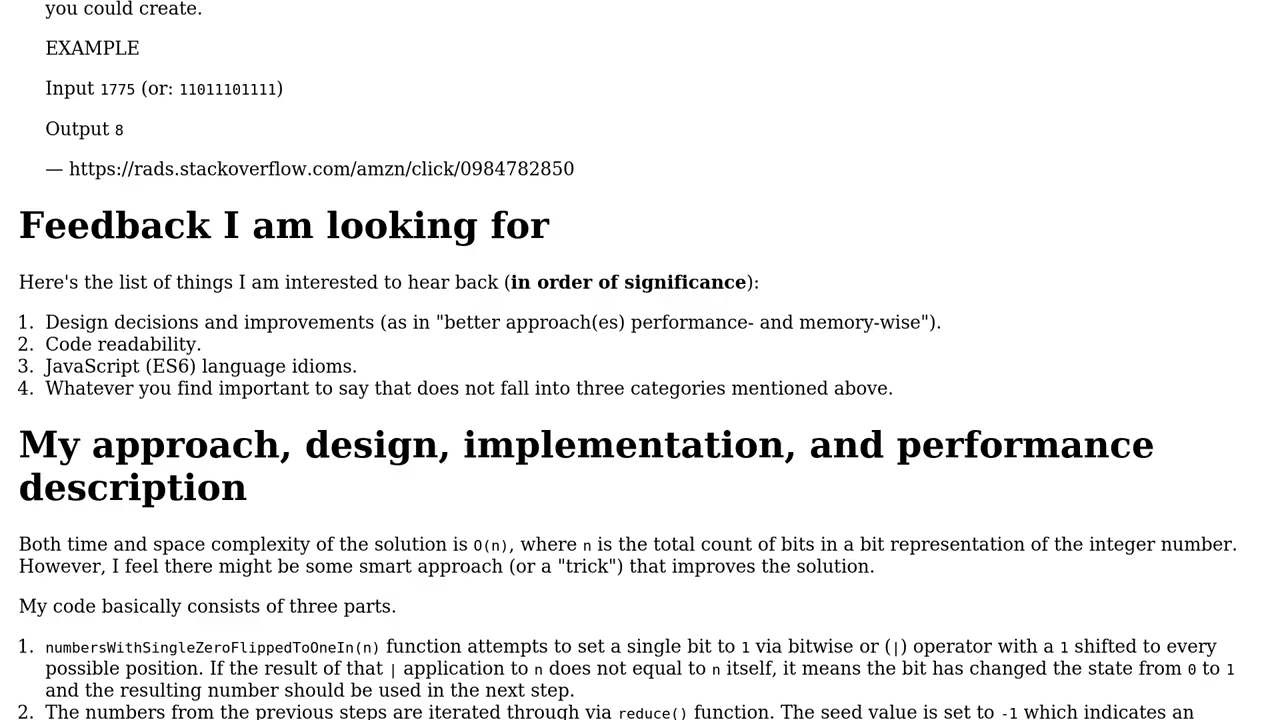 you could create.
EXAMPLE
Input 1775 (or: 11011101111)
Output 8
— https://rads.stackoverflow.com/amzn/click/0984782850
Feedback I am looking for
Here's the list of things I am interested to hear back (in order of significance):
1. Design decisions and improvements (as in "better approach(es) performance- and memory-wise").
2. Code readability.
3. JavaScript (ES6) language idioms.
4. Whatever you find important to say that does not fall into three categories mentioned above.
My approach, design, implementation, and performance
description
Both time and space complexity of the solution is O(n), where n is the total count of bits in a bit representation of the integer number.
However, I feel there might be some smart approach (or a "trick") that improves the solution.
My code basically consists of three parts.
1. numbersWithSingleZeroFlippedToOneIn(n) function attempts to set a single bit to 1 via bitwise or (|) operator with a 1 shifted to every
possible position. If the result of that | application to n does not equal to n itself, it means the bit has changed the state from 0 to 1
and the resulting number should be used in the next step.
2. The numbers from the previous steps are iterated through via reduce() function. The seed value is set to -1 which indicates an